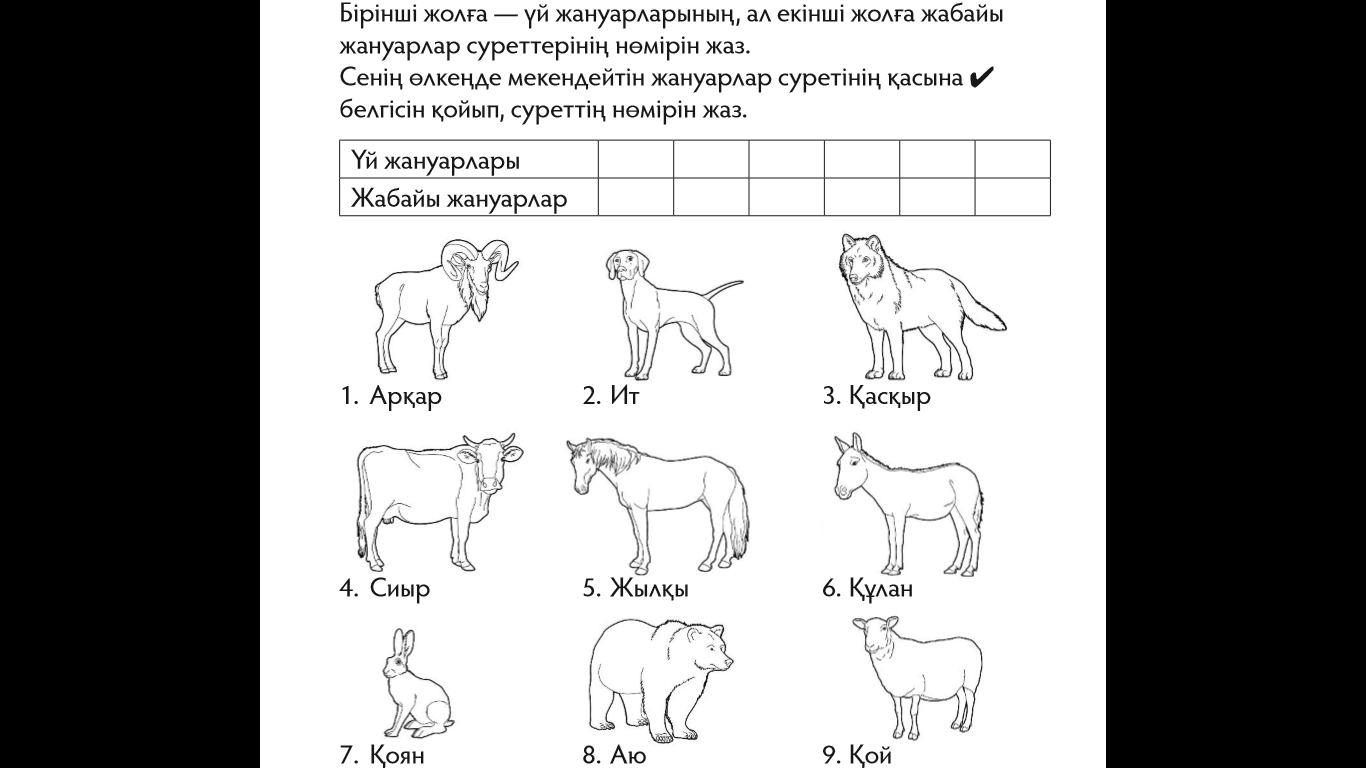 Бірінші жолға — үй жануарларының, ал екінші жолға жабайы
жануарлар суреттерінің нөмірін жаз.
Сенің өлкеңде мекендейтін жануарлар суретінің қасына ✔
белгісін қойып, суреттің нөмірін жаз.
Үй жануарлары
Жабайы жануарлар
1. Арқар
2. Ит
3. Қасқыр
4. Сиыр
5. Жылқы
6. Құлан
7. Қоян
8. Аю
9. Қой